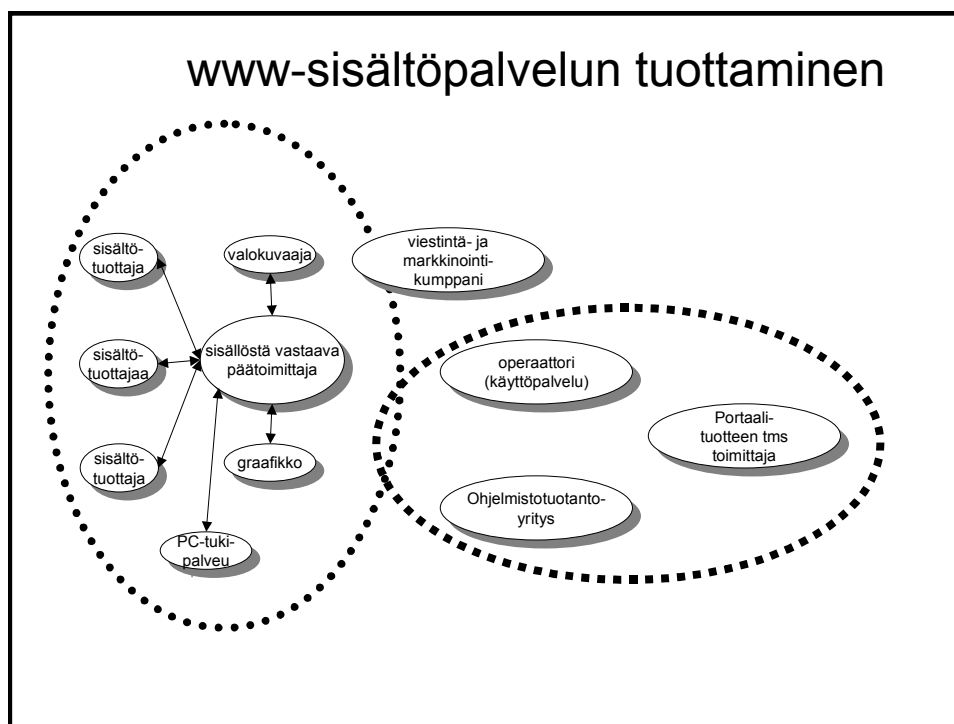 www-sisältöpalvelun tuottaminen
sisältö-
tuottaja
valokuvaaja
viestintä- ja
markkinointi-
kumppani
sisältö-
tuottajaa
sisällöstä vastaava
päätoimittaja
operaattori
(käyttöpalvelu)
Portaali-
tuotteen tms
toimittaja
sisältö-
tuottaja
graafikko
Ohjelmistotuotanto-
yritys
PC-tuki-
palveu